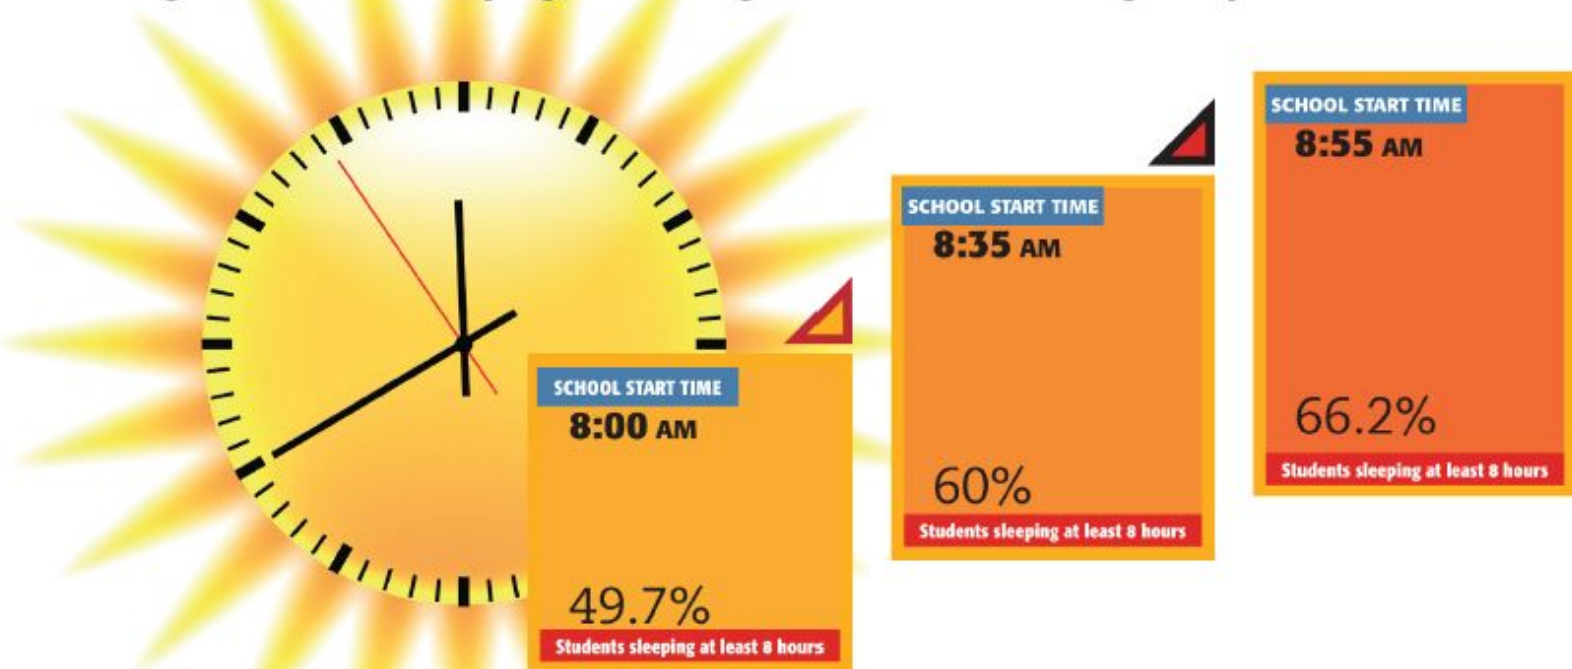 SCHOOL START TIME
8:00 AM
49.7%
Students sleeping at least 8 hours
SCHOOL START TIME
8:35 AM
60%
Students sleeping at least 8 hours
SCHOOL START TIME
8:55 AM
66.2%
Students sleeping at least 8 hours